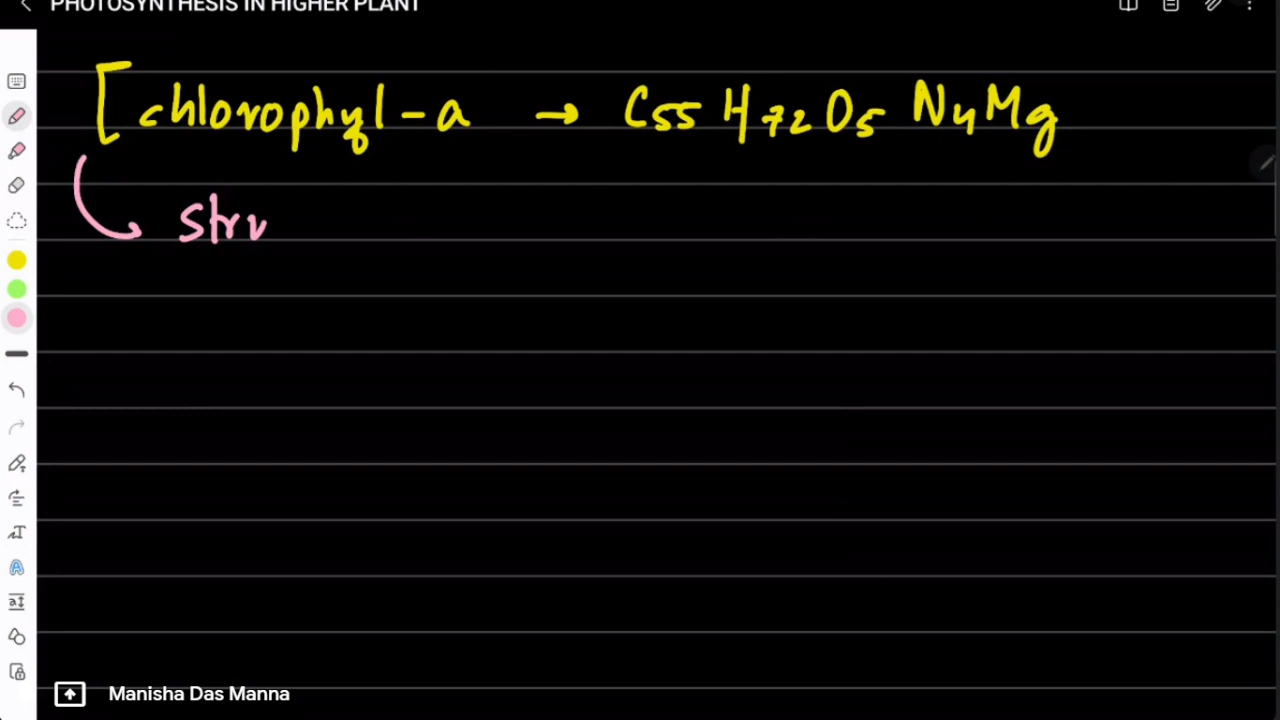 PHOTOSYNTHESIS IN HIGHER PLANT
[chlorophyl-a → C55 H72 O5 N4 Mg
stru
Manisha Das Manna